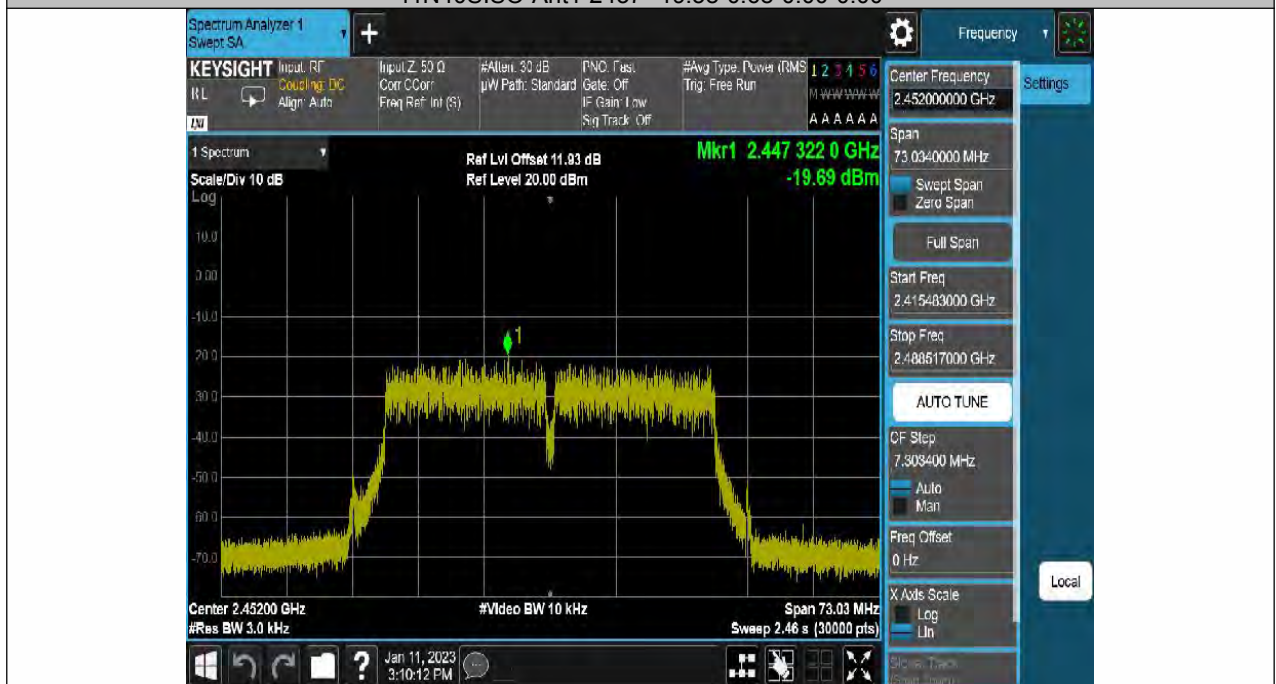 Spectrum Analyzer 1
Swept SA
+
Frequency
KEYSIGHT
RL
Input: RF
Coupling: DC
Align: Auto
Input Z: 50 Ω
Corr CCorr
Freq Ref: Int (S)
#Atten: 30 dB
µW Path: Standard
PNO: Fast
Gate: Off
IF Gain: Low
Sig Track: Off
#Avg Type: Power (RMS
Trig: Free Run
1 2 3 4 5 6
M W W W W W
A A A A A A
Center Frequency
2.452000000 GHz
Settings
Span
73.0340000 MHz
Swept Span
Zero Span
Full Span
Start Freq
2.415483000 GHz
Stop Freq
2.488517000 GHz
AUTO TUNE
CF Step
7.303400 MHz
Auto
Man
Freq Offset
0 Hz
X Axis Scale
Log
Lin
Local
1 Spectrum
Scale/Div 10 dB
Log
Ref Lvl Offset 11.93 dB
Ref Level 20.00 dBm
Mkr1 2.447 322 0 GHz
-19.69 dBm
10.0
0.00
-10.0
-20.0
-30.0
-40.0
-50.0
-60.0
-70.0
1
Center 2.45200 GHz
#Res BW 3.0 kHz
#Video BW 10 kHz
Span 73.03 MHz
Sweep 2.46 s (30000 pts)
?
Jan 11, 2023
3:10:12 PM